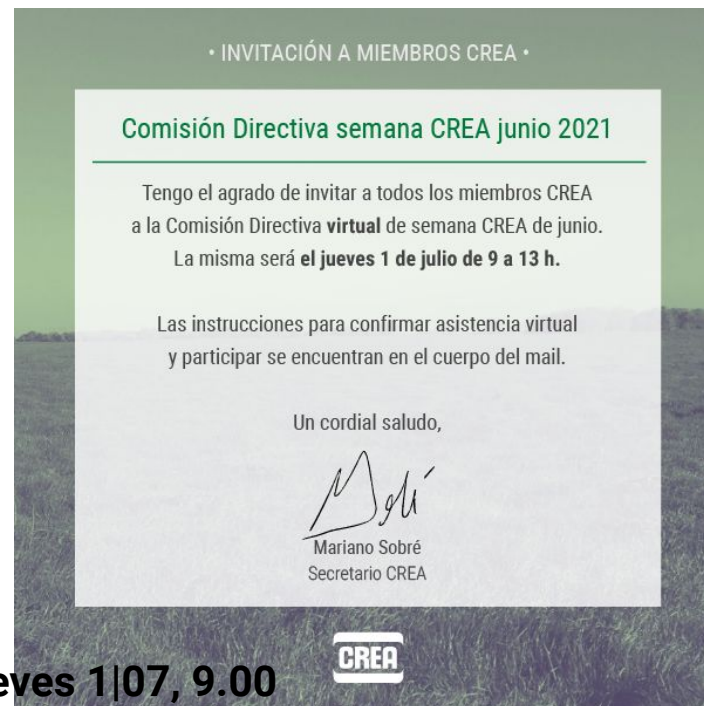 • INVITACIÓN A MIEMBROS CREA •
Comisión Directiva semana CREA junio 2021
Tengo el agrado de invitar a todos los miembros CREA
a la Comisión Directiva virtual de semana CREA de junio.
La misma será el jueves 1 de julio de 9 a 13 h.
Las instrucciones para confirmar asistencia virtual
y participar se encuentran en el cuerpo del mail.
Un cordial saludo,
Mariano Sobré
Secretario CREA
CREA
eves 1|07, 9.00